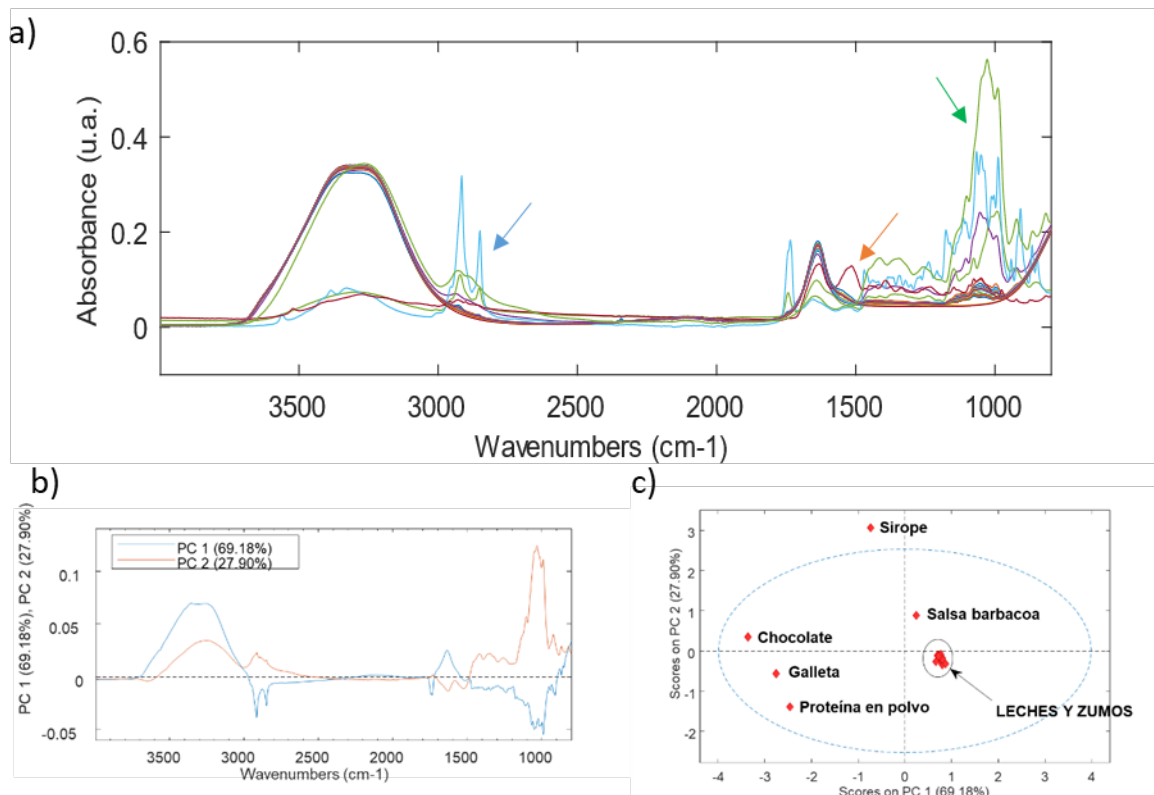 a)
0.6
0.4
0.2
0
Absorbance (u.a.)
3500 3000 2500 2000 1500 1000
Wavenumbers (cm-1)
b)
PC 1 (69.18%)
PC 2 (27.90%)
0.1
0.05
0
-0.05
PC 1 (69.18%), PC 2 (27.90%)
3500 3000 2500 2000 1500 1000
Wavenumbers (cm-1)
c)
3
2
1
0
-1
-2
Scores on PC 2 (27.90%)
Sirope
Salsa barbacoa
Chocolate
Galleta
Proteína en polvo
LECHES Y ZUMOS
-4 -3 -2 -1 0 1 2 3 4
Scores on PC 1 (69.18%)